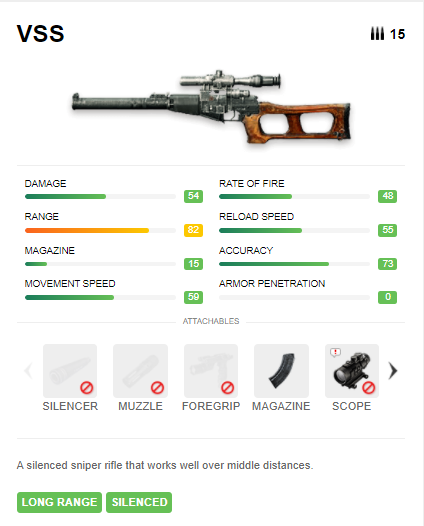 VSS 15
DAMAGE 54 RATE OF FIRE 48
RANGE 82 RELOAD SPEED 55
MAGAZINE 15 ACCURACY 73
MOVEMENT SPEED 59 ARMOR PENETRATION 0
ATTACHABLES
SILENCER MUZZLE FOREGRIP MAGAZINE SCOPE
A silenced sniper rifle that works well over middle distances.
LONG RANGE SILENCED